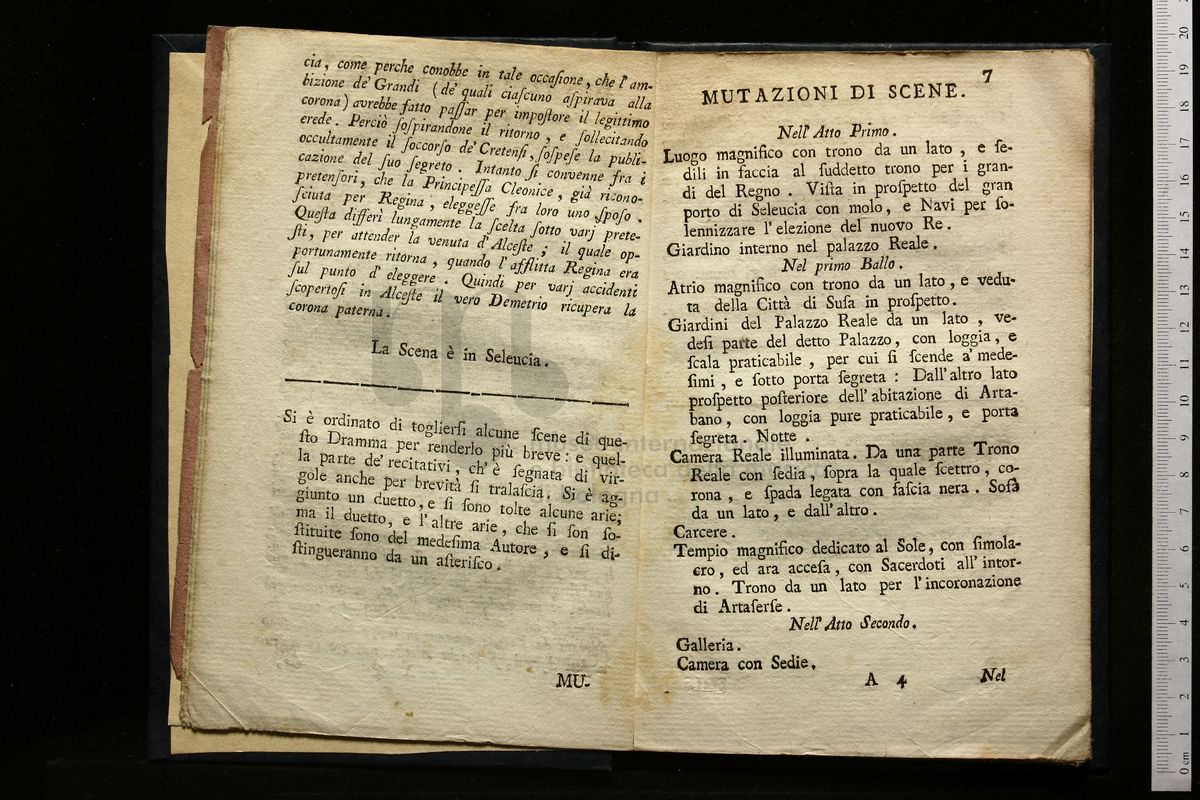 cia, come perche conobbe in tale occaſione, che l'am-
bizione de' Grandi (de' quali ciaſcuno aſpirava alla
corona) avrebbe fatto paſſar per impoſtore il legittimo
erede. Perciò ſoſpirandone il ritorno, e ſollecitando
occultamente il ſoccorſo de' Cretenſi, ſoſpeſe la publi-
cazione del ſuo ſegreto. Intanto ſi convenne fra i
pretenſori, che la Principeſſa Cleonice, già ricono-
ſciuta per Regina, eleggeſſe fra loro uno ſpoſo.
Queſta differì lungamente la ſcelta ſotto varj prete-
ſti, per attender la venuta d'Alceſte; il quale op-
portunamente ritorna, quando l'afflitta Regina era
ſul punto d'eleggere. Quindi per varj accidenti
ſcopertoſi in Alceſte il vero Demetrio ricupera la
corona paterna.
La Scena è in Seleucia.
Si è ordinato di toglierſi alcune ſcene di que-
ſto Dramma per renderlo più breve: e quel-
la parte de' recitativi, ch'è ſegnata di vir-
gole anche per brevità ſi tralaſcia. Si è ag-
giunto un duetto, e ſi ſono tolte alcune arie;
ma il duetto, e l'altre arie, che ſi ſon ſo-
ſtituite ſono del medeſima Autore, e ſi di-
ſtingueranno da un aſteriſco.
MU-
7
MUTAZIONI DI SCENE.
Nell' Atto Primo.
Luogo magnifico con trono da un lato, e ſe-
dili in faccia al ſuddetto trono per i gran-
di del Regno. Viſta in proſpetto del gran
porto di Seleucia con molo, e Navi per ſo-
lennizzare l'elezione del nuovo Re.
Giardino interno nel palazzo Reale.
Nel primo Ballo.
Atrio magnifico con trono da un lato, e vedu-
ta della Città di Suſa in proſpetto.
Giardini del Palazzo Reale da un lato, ve-
deſi parte del detto Palazzo, con loggia, e
ſcala praticabile, per cui ſi ſcende a' mede-
ſimi, e ſotto porta ſegreta: Dall'altro lato
proſpetto poſteriore dell'abitazione di Arta-
bano, con loggia pure praticabile, e porta
ſegreta. Notte.
Camera Reale illuminata. Da una parte Trono
Reale con ſedia, ſopra la quale ſcettro, co-
rona, e ſpada legata con faſcia nera. Sofà
da un lato, e dall'altro.
Carcere.
Tempio magnifico dedicato al Sole, con ſimola-
cro, ed ara acceſa, con Sacerdoti all'intor-
no. Trono da un lato per l'incoronazione
di Artaſerſe.
Nell' Atto Secondo.
Galleria.
Camera con Sedie.
A 4
Nel